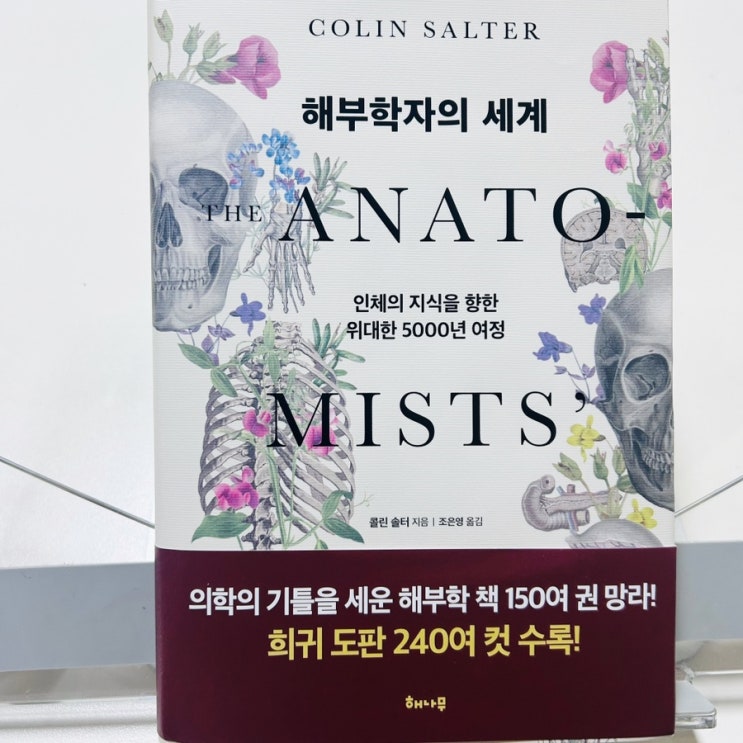 COLIN SALTER
해부학자의 세계
THE ANATO-
인체의 지식을 향한
위대한 5000년 여정
MISTS’
콜린 솔터 지음 | 조은영 옮김
의학의 기틀을 세운 해부학 책 150여 권 망라!
희귀 도판 240여 컷 수록!
해나무